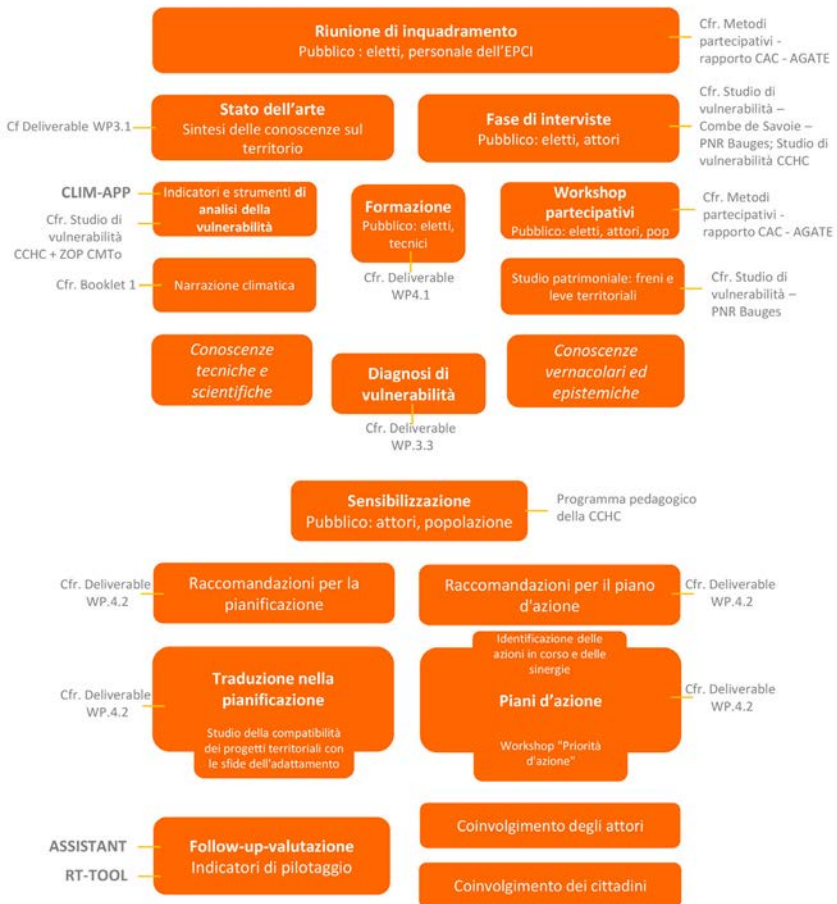 Riunione di inquadramento
Pubblico : eletti, personale dell'EPCI
Cfr. Metodi
partecipativi -
rapporto CAC - AGATE
Cf Deliverable WP3.1
Stato dell'arte
Sintesi delle conoscenze sul
territorio
Fase di interviste
Pubblico: eletti, attori
Cfr. Studio di
vulnerabilità –
Combe de Savoie –
PNR Bauges; Studio di
vulnerabilità CCHC
CLIM-APP
Cfr. Studio di
vulnerabilità
CCHC + ZOP CMTo
Indicatori e strumenti di
analisi della
vulnerabilità
Formazione
Pubblico: eletti,
tecnici
Cfr. Deliverable
WP4.1
Workshop
partecipativi
Pubblico: eletti, attori, pop
Cfr. Metodi
partecipativi -
rapporto CAC - AGATE
Cfr. Booklet 1
Narrazione climatica
Studio patrimoniale: freni e
leve territoriali
Cfr. Studio di
vulnerabilità –
PNR Bauges
Conoscenze
tecniche e
scientifiche
Diagnosi di
vulnerabilità
Cfr. Deliverable
WP.3.3
Conoscenze
vernacolari ed
epistemiche
Sensibilizzazione
Pubblico: attori, popolazione
Programma pedagogico
della CCHC
Cfr. Deliverable
WP.4.2
Raccomandazioni per la
pianificazione
Raccomandazioni per il piano
d'azione
Cfr. Deliverable
WP.4.2
Cfr. Deliverable
WP.4.2
Traduzione nella
pianificazione
Studio della compatibilità
dei progetti territoriali con
le sfide dell'adattamento
Identificazione delle
azioni in corso e delle
sinergie
Piani d'azione
Workshop "Priorità
d'azione"
Cfr. Deliverable
WP.4.2
ASSISTANT
RT-TOOL
Follow-up-valutazione
Indicatori di pilotaggio
Coinvolgimento degli attori
Coinvolgimento dei cittadini